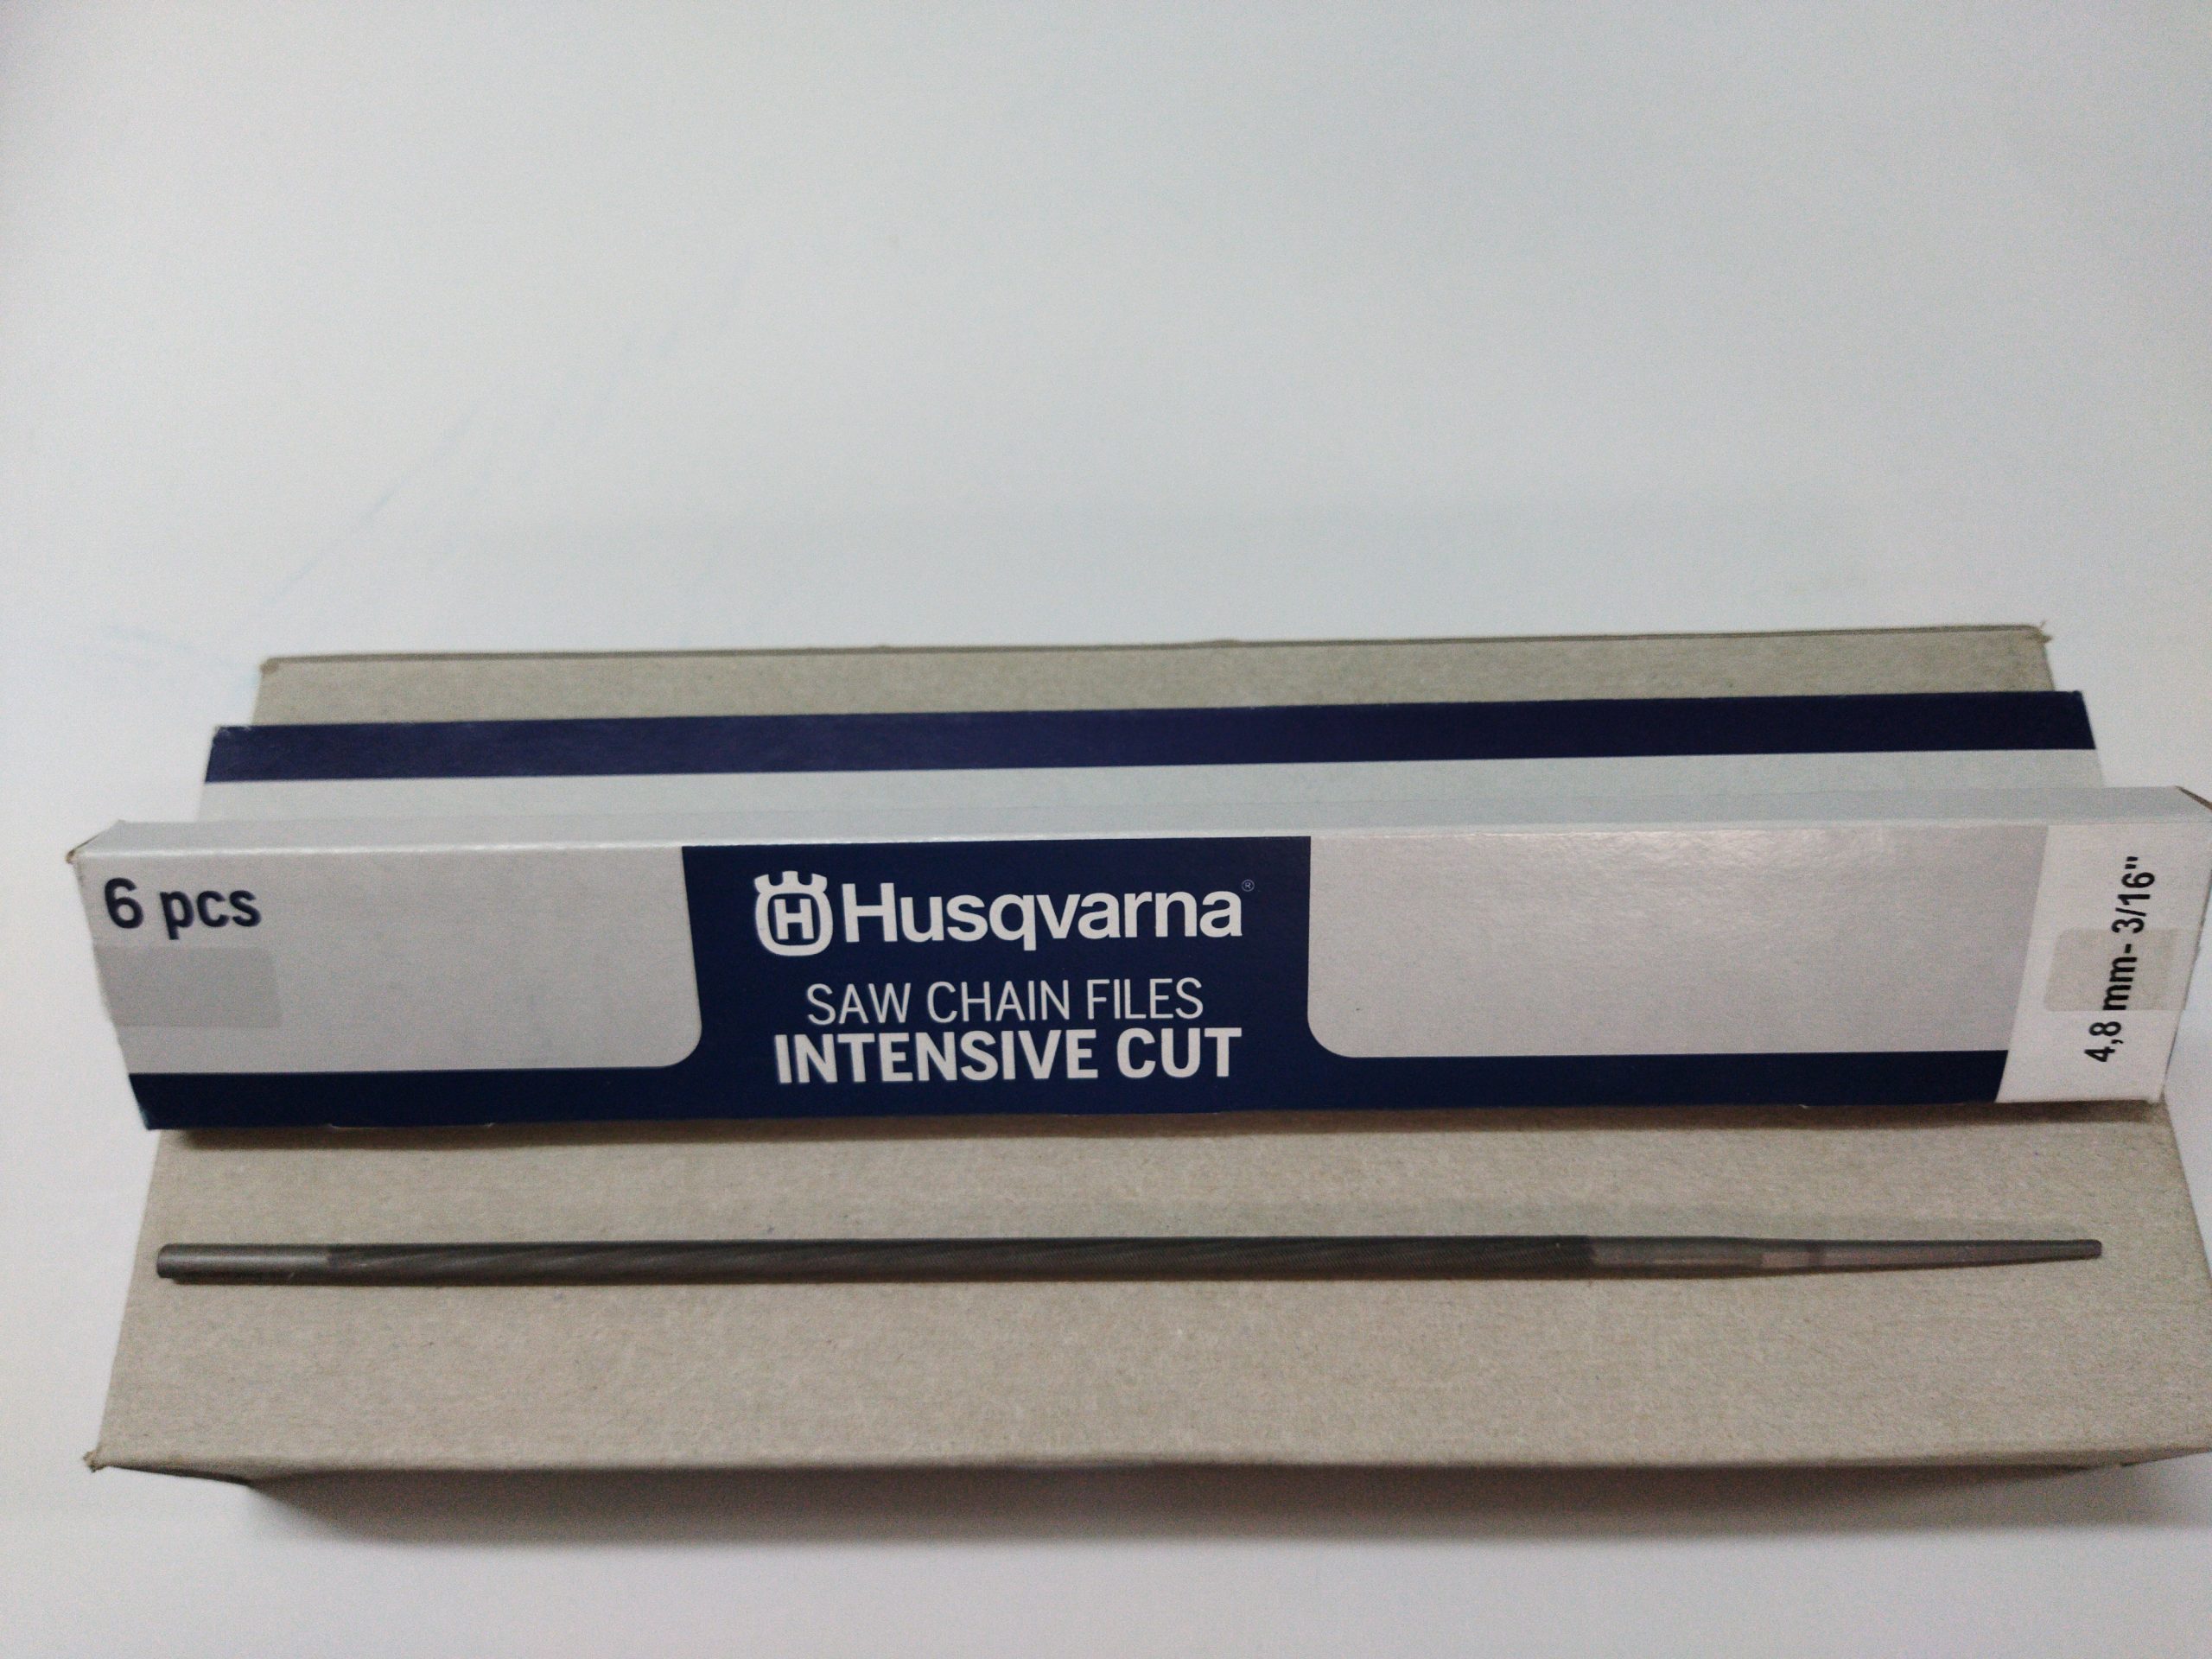 6 pcs
H Husqvarna®
SAW CHAIN FILES
INTENSIVE CUT
4,8 mm- 3/16"